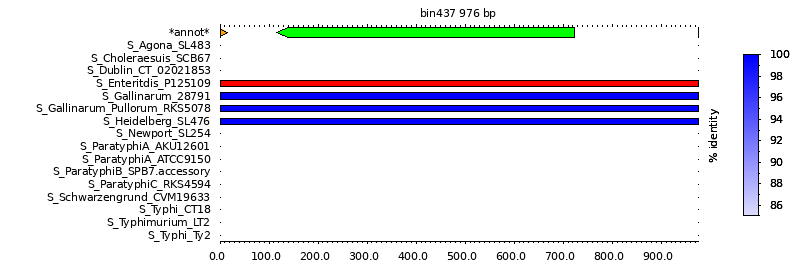 bin437 976 bp
*annot*
S_Agona_SL483
S_Choleraesuis_SCB67
S_Dublin_CT_02021853
S_Enteritdis_P125109
S_Gallinarum_28791
S_Gallinarum_Pullorum_RKS5078
S_Heidelberg_SL476
S_Newport_SL254
S_ParatyphiA_AKU12601
S_ParatyphiA_ATCC9150
S_ParatyphiB_SPB7.accessory
S_ParatyphiC_RKS4594
S_Schwarzengrund_CVM19633
S_Typhi_CT18
S_Typhimurium_LT2
S_Typhi_Ty2
0.0 100.0 200.0 300.0 400.0 500.0 600.0 700.0 800.0 900.0
% identity
100
98
96
94
92
90
88
86